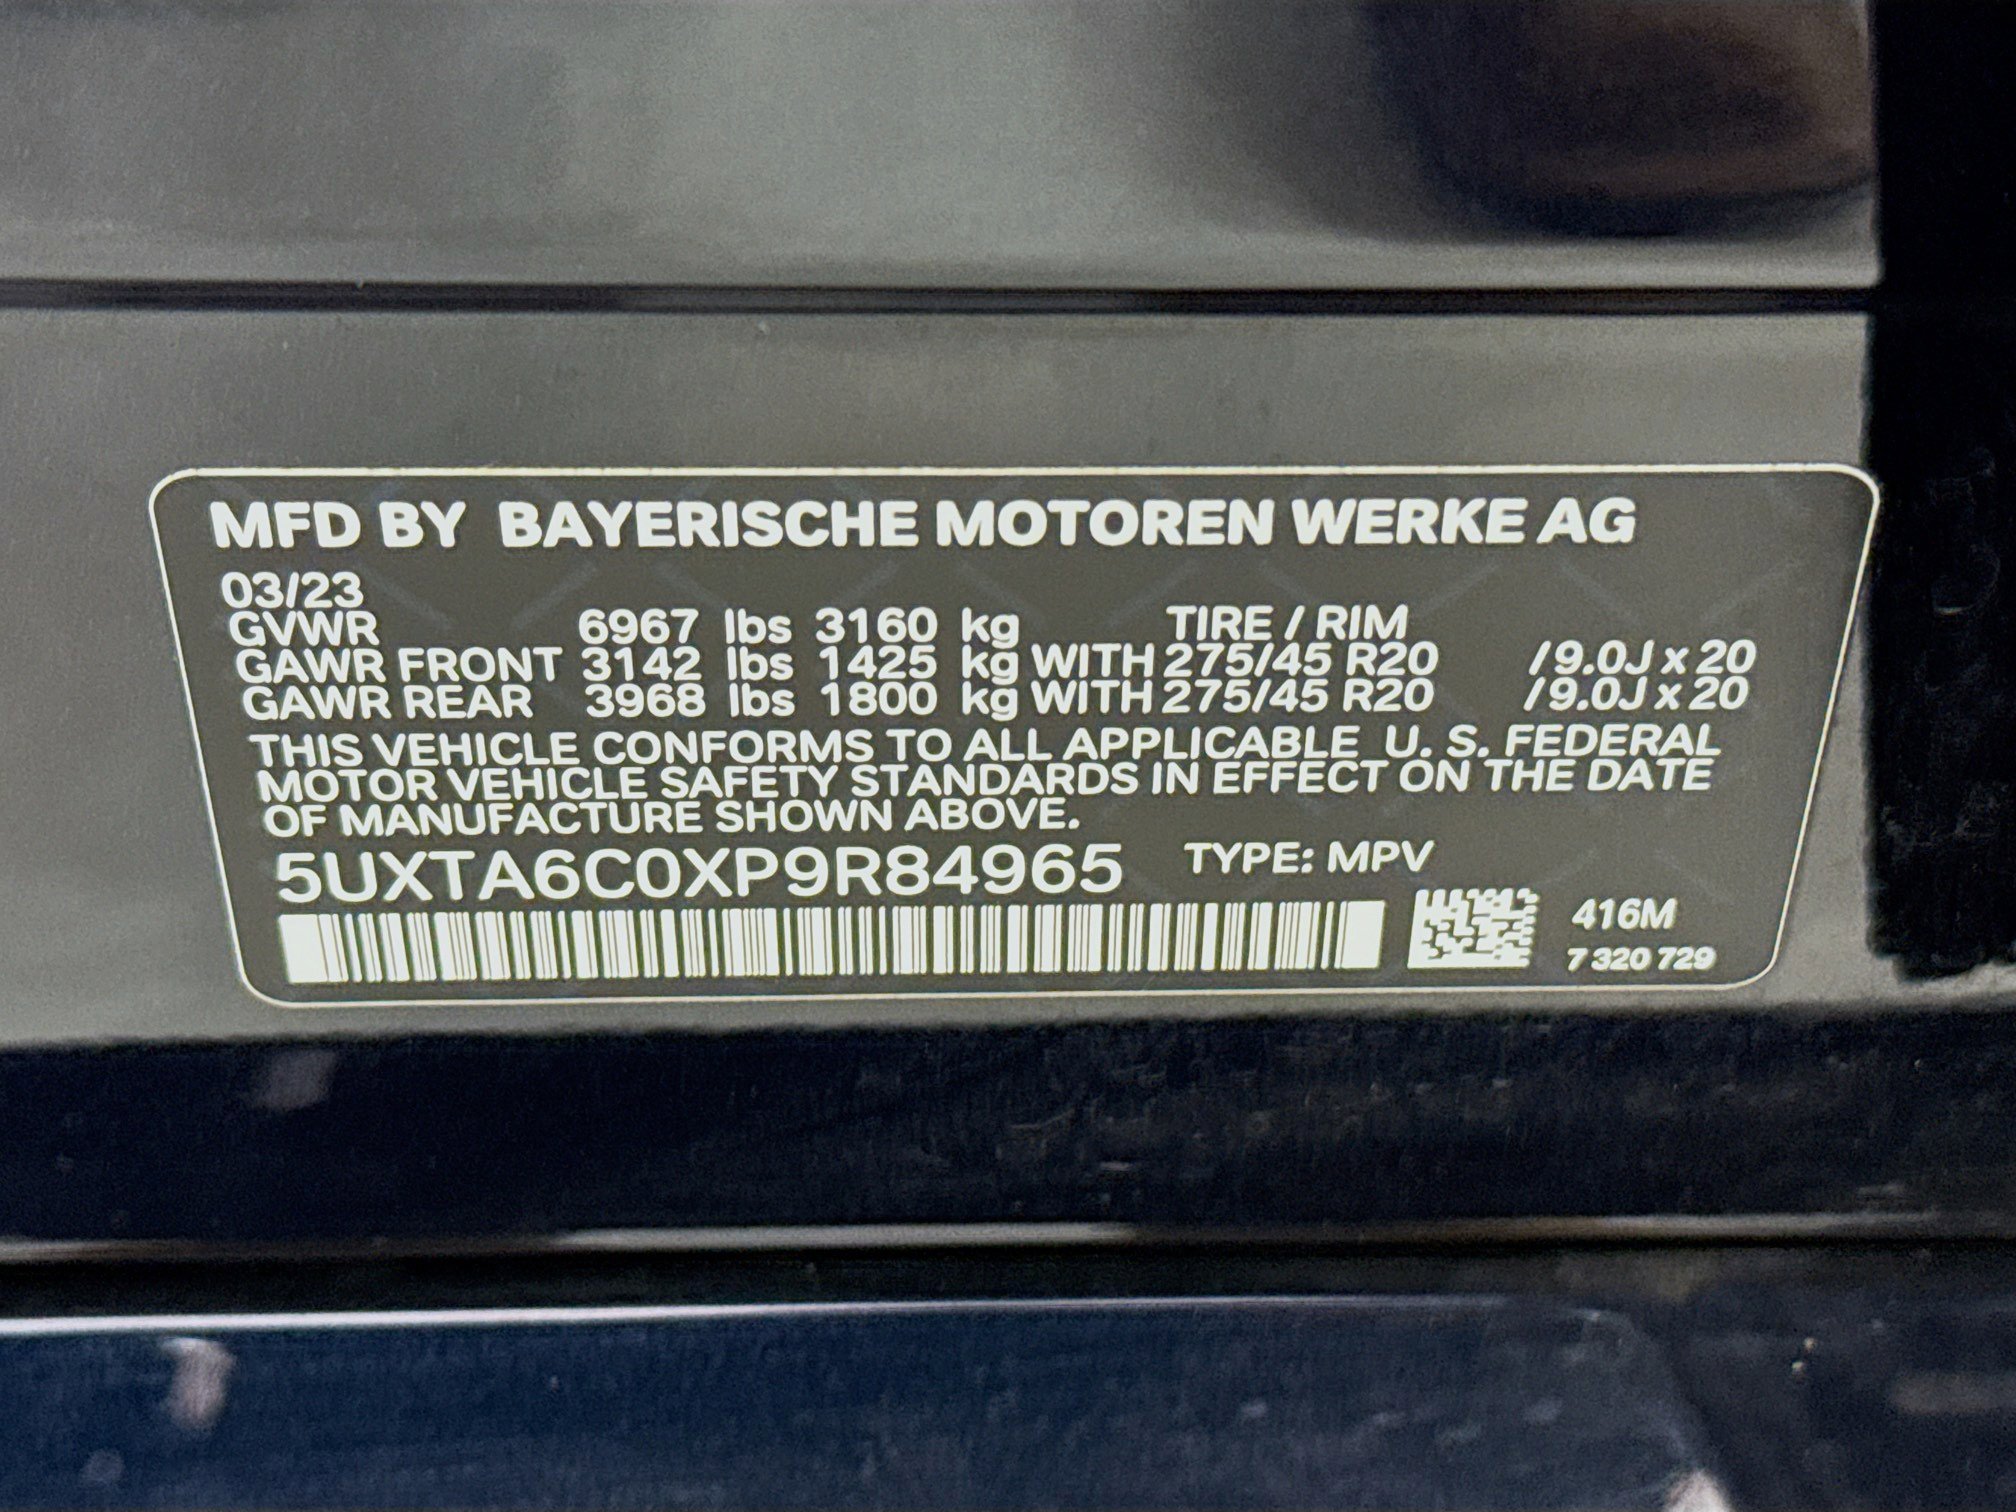 MFD BY BAYERISCHE MOTOREN WERKE AG
03/23
GVWR 6967 lbs 3160 kg TIRE / RIM
GAWR FRONT 3142 lbs 1425 kg WITH 275/45 R20 /9.0J x 20
GAWR REAR 3968 lbs 1800 kg WITH 275/45 R20 /9.0J x 20
THIS VEHICLE CONFORMS TO ALL APPLICABLE U. S. FEDERAL
MOTOR VEHICLE SAFETY STANDARDS IN EFFECT ON THE DATE
OF MANUFACTURE SHOWN ABOVE.
5UXTA6C0XP9R84965 TYPE: MPV
416M
7 320 729